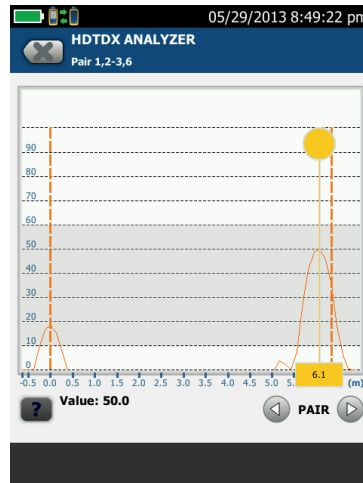 05/29/2013 8:49:22 pm
HDTDX ANALYZER
Pair 1,2-3,6
90
80
70
60
50
40
30
20
10
0
-0.5 0.0 0.5 1.0 1.5 2.0 2.5 3.0 3.5 4.0 4.5 5.0 5. 6.1 (m)
? Value: 50.0 PAIR